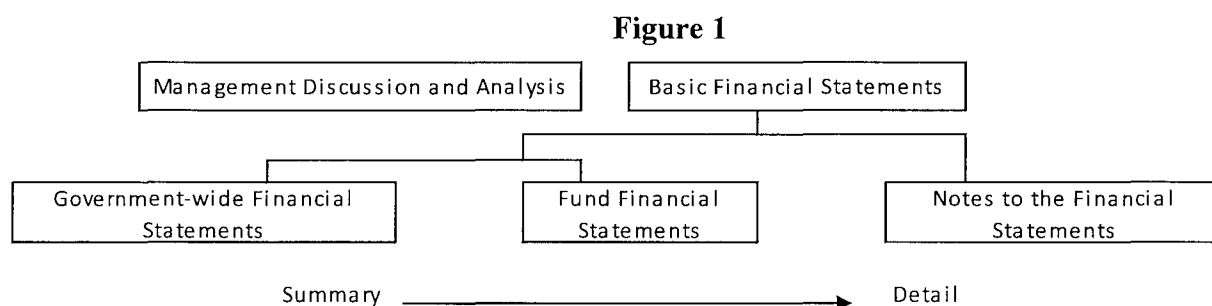 Figure 1
Management Discussion and Analysis
Basic Financial Statements
Government-wide Financial
Statements
Fund Financial
Statements
Notes to the Financial
Statements
Summary
Detail